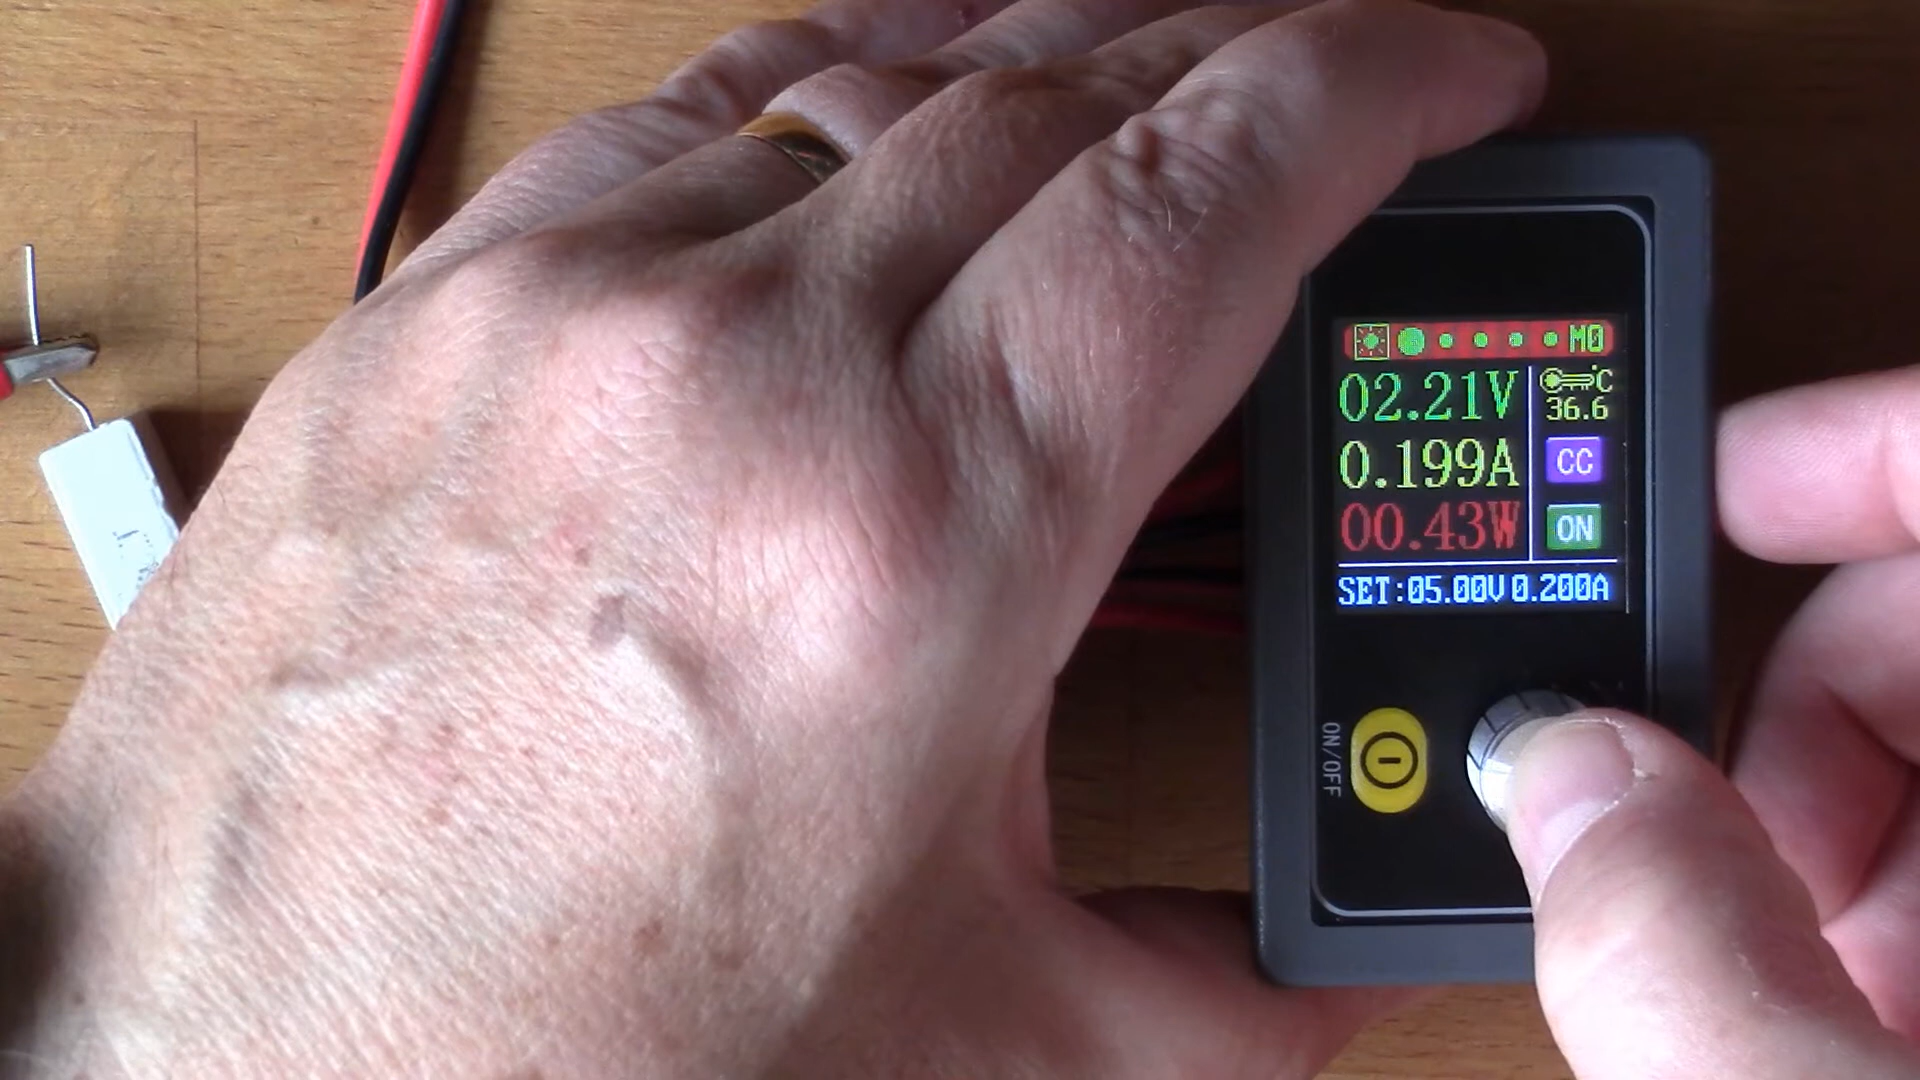 M0
02.21V
°C
36.6
0.199A
CC
00.43W
ON
SET:05.00V 0.200A
ON/OFF